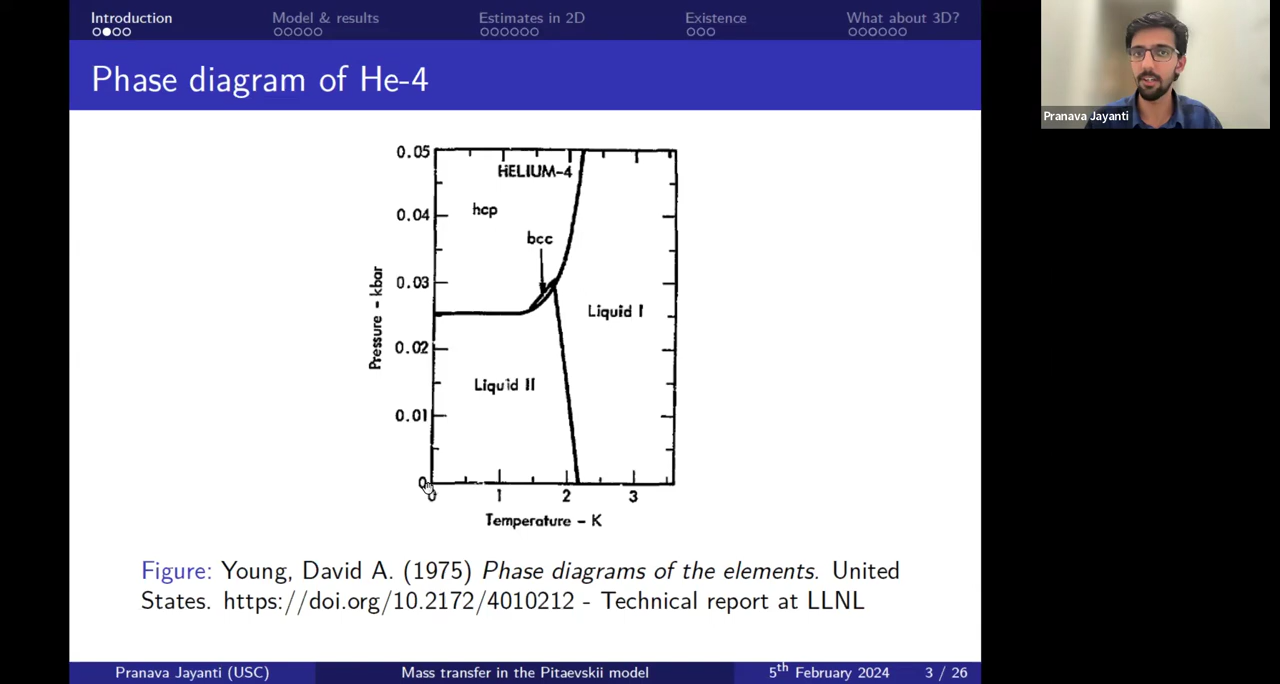 Introduction
Model & results
Estimates in 2D
Existence
What about 3D?
Phase diagram of He-4
Pranava Jayanti
0.05
HELIUM-4
hcp
0.04
bcc
0.03
Liquid I
Pressure – kbar
0.02
Liquid II
0.01
0
0 1 2 3
Temperature – K
Figure: Young, David A. (1975) Phase diagrams of the elements. United
States. https://doi.org/10.2172/4010212 - Technical report at LLNL
Pranava Jayanti (USC)
Mass transfer in the Pitaevskii model
5th February 2024
3 / 26